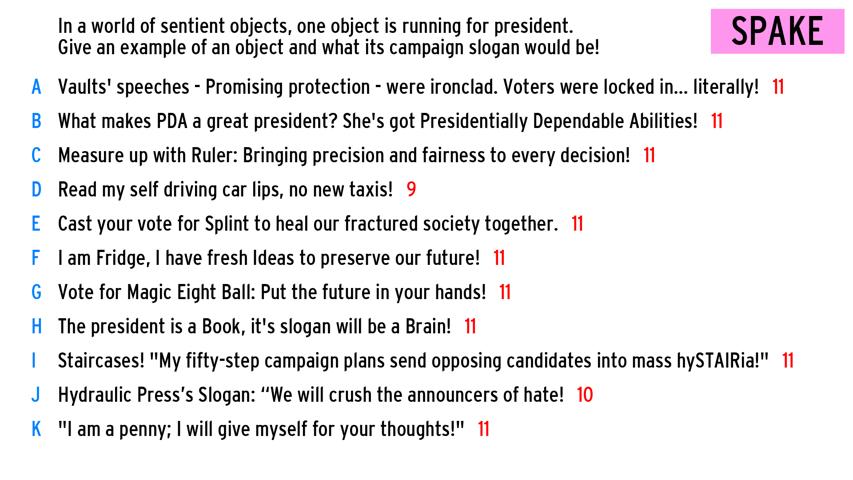 In a world of sentient objects, one object is running for president.
Give an example of an object and what its campaign slogan would be!
SPAKE
A Vaults' speeches - Promising protection - were ironclad. Voters were locked in... literally! 11
B What makes PDA a great president? She's got Presidentially Dependable Abilities! 11
C Measure up with Ruler: Bringing precision and fairness to every decision! 11
D Read my self driving car lips, no new taxis! 9
E Cast your vote for Splint to heal our fractured society together. 11
F I am Fridge, I have fresh Ideas to preserve our future! 11
G Vote for Magic Eight Ball: Put the future in your hands! 11
H The president is a Book, it's slogan will be a Brain! 11
I Staircases! "My fifty-step campaign plans send opposing candidates into mass hySTAIRia!" 11
J Hydraulic Press’s Slogan: “We will crush the announcers of hate! 10
K "I am a penny; I will give myself for your thoughts!" 11